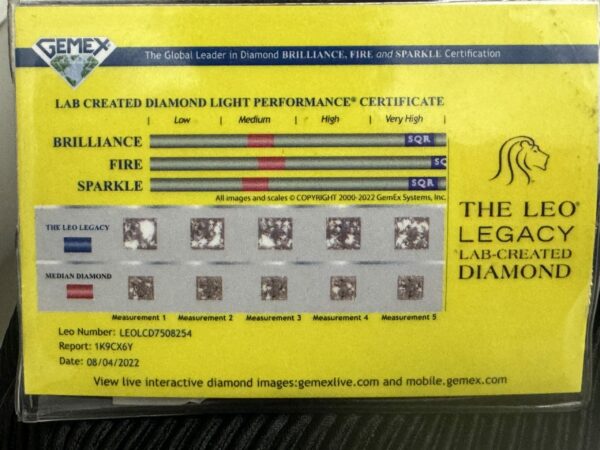 GEMEX®
The Global Leader in Diamond BRILLIANCE, FIRE and SPARKLE Certification
LAB CREATED DIAMOND LIGHT PERFORMANCE® CERTIFICATE
| Low | Medium | High | Very High |
BRILLIANCE SQR
FIRE SQ
SPARKLE SQR
All images and scales © COPYRIGHT 2000-2022 GemEx Systems, Inc.
THE LEO LEGACY
MEDIAN DIAMOND
Measurement 1 Measurement 2 Measurement 3 Measurement 4 Measurement 5
Leo Number: LEOLCD7508254
Report: 1K9CX6Y
Date: 08/04/2022
View live interactive diamond images:gemexlive.com and mobile.gemex.com
THE LEO®
LEGACY
LAB-CREATED
DIAMOND